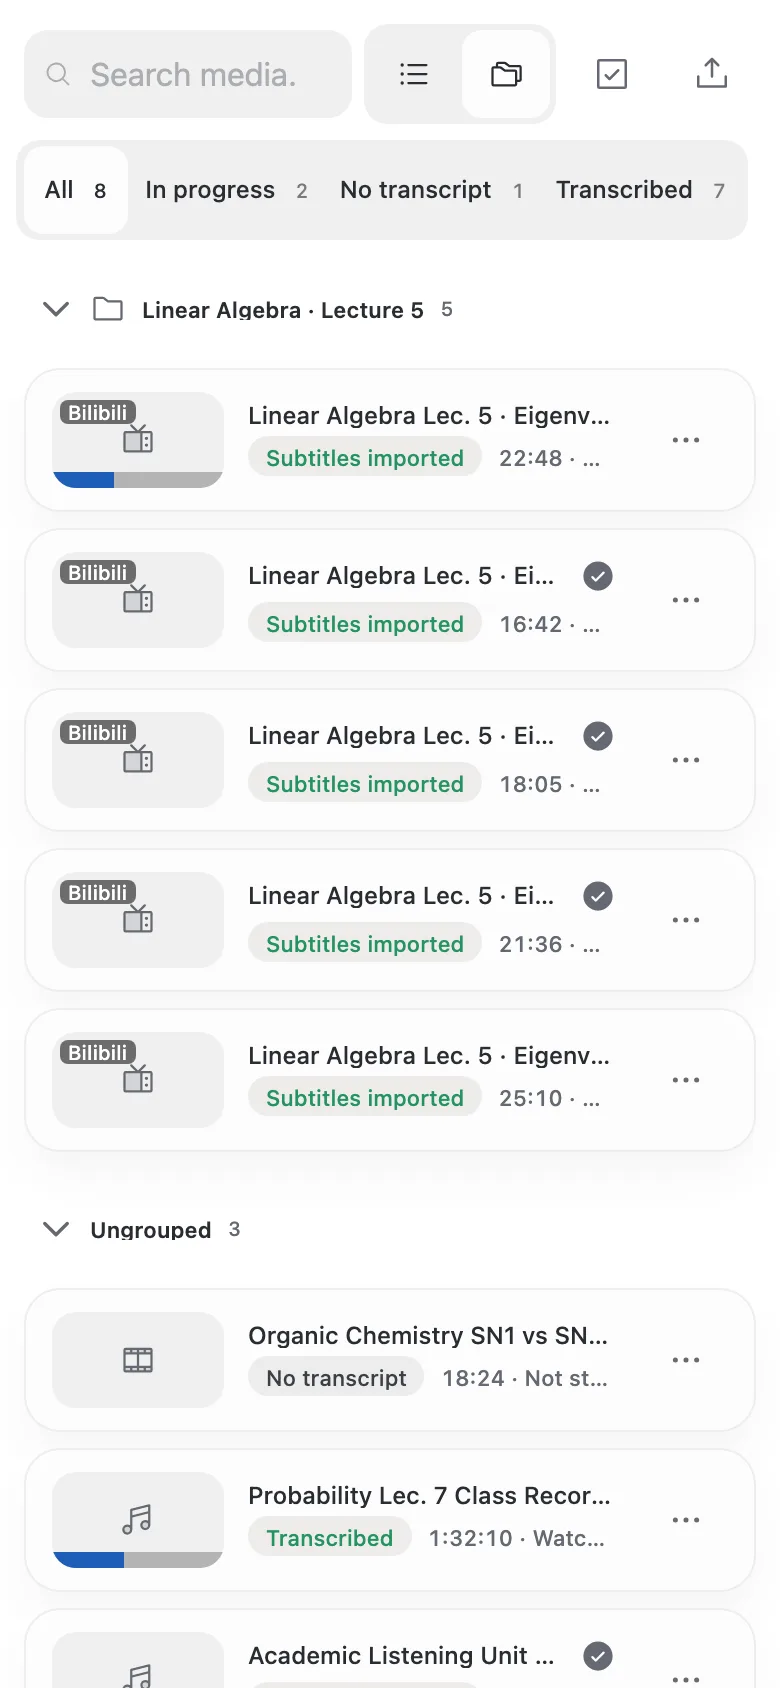 Search media.
All 8 In progress 2 No transcript 1 Transcribed 7
Linear Algebra · Lecture 5 5
Bilibili
Linear Algebra Lec. 5 · Eigenv...
Subtitles imported 22:48 · ...
Bilibili
Linear Algebra Lec. 5 · Ei...
Subtitles imported 16:42 · ...
Bilibili
Linear Algebra Lec. 5 · Ei...
Subtitles imported 18:05 · ...
Bilibili
Linear Algebra Lec. 5 · Ei...
Subtitles imported 21:36 · ...
Bilibili
Linear Algebra Lec. 5 · Eigenv...
Subtitles imported 25:10 · ...
Ungrouped 3
Organic Chemistry SN1 vs SN...
No transcript 18:24 · Not st...
Probability Lec. 7 Class Recor...
Transcribed 1:32:10 · Watc...
Academic Listening Unit ...